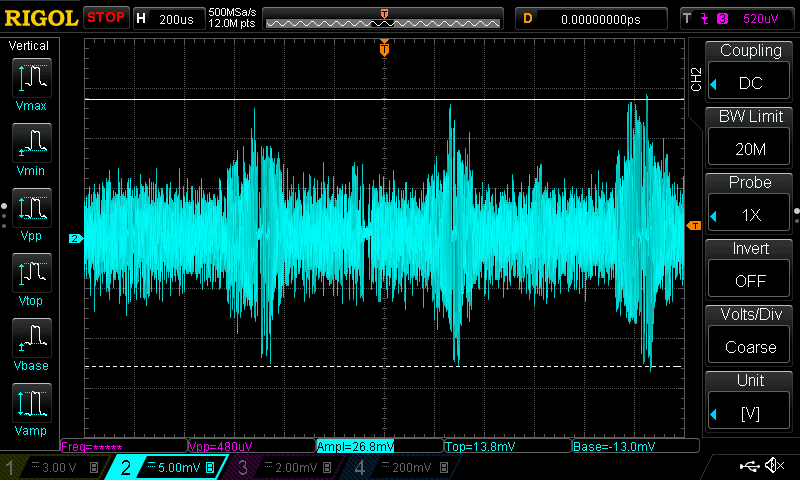 RIGOL STOP H 200us 500MSa/s 12.0M pts T D 0.00000000ps T 3 520uV
Vertical
Vmax
Vmin
Vpp
Vtop
Vbase
Vamp
2
T
T
CH2
Coupling
DC
BW Limit
20M
Probe
1X
Invert
OFF
Volts/Div
Coarse
Unit
[V]
Freq=***** Vpp=480uV Ampl=26.8mV Top=13.8mV Base=-13.0mV
1 3.00 V B 2 5.00mV B 3 2.00mV B 4 200mV B